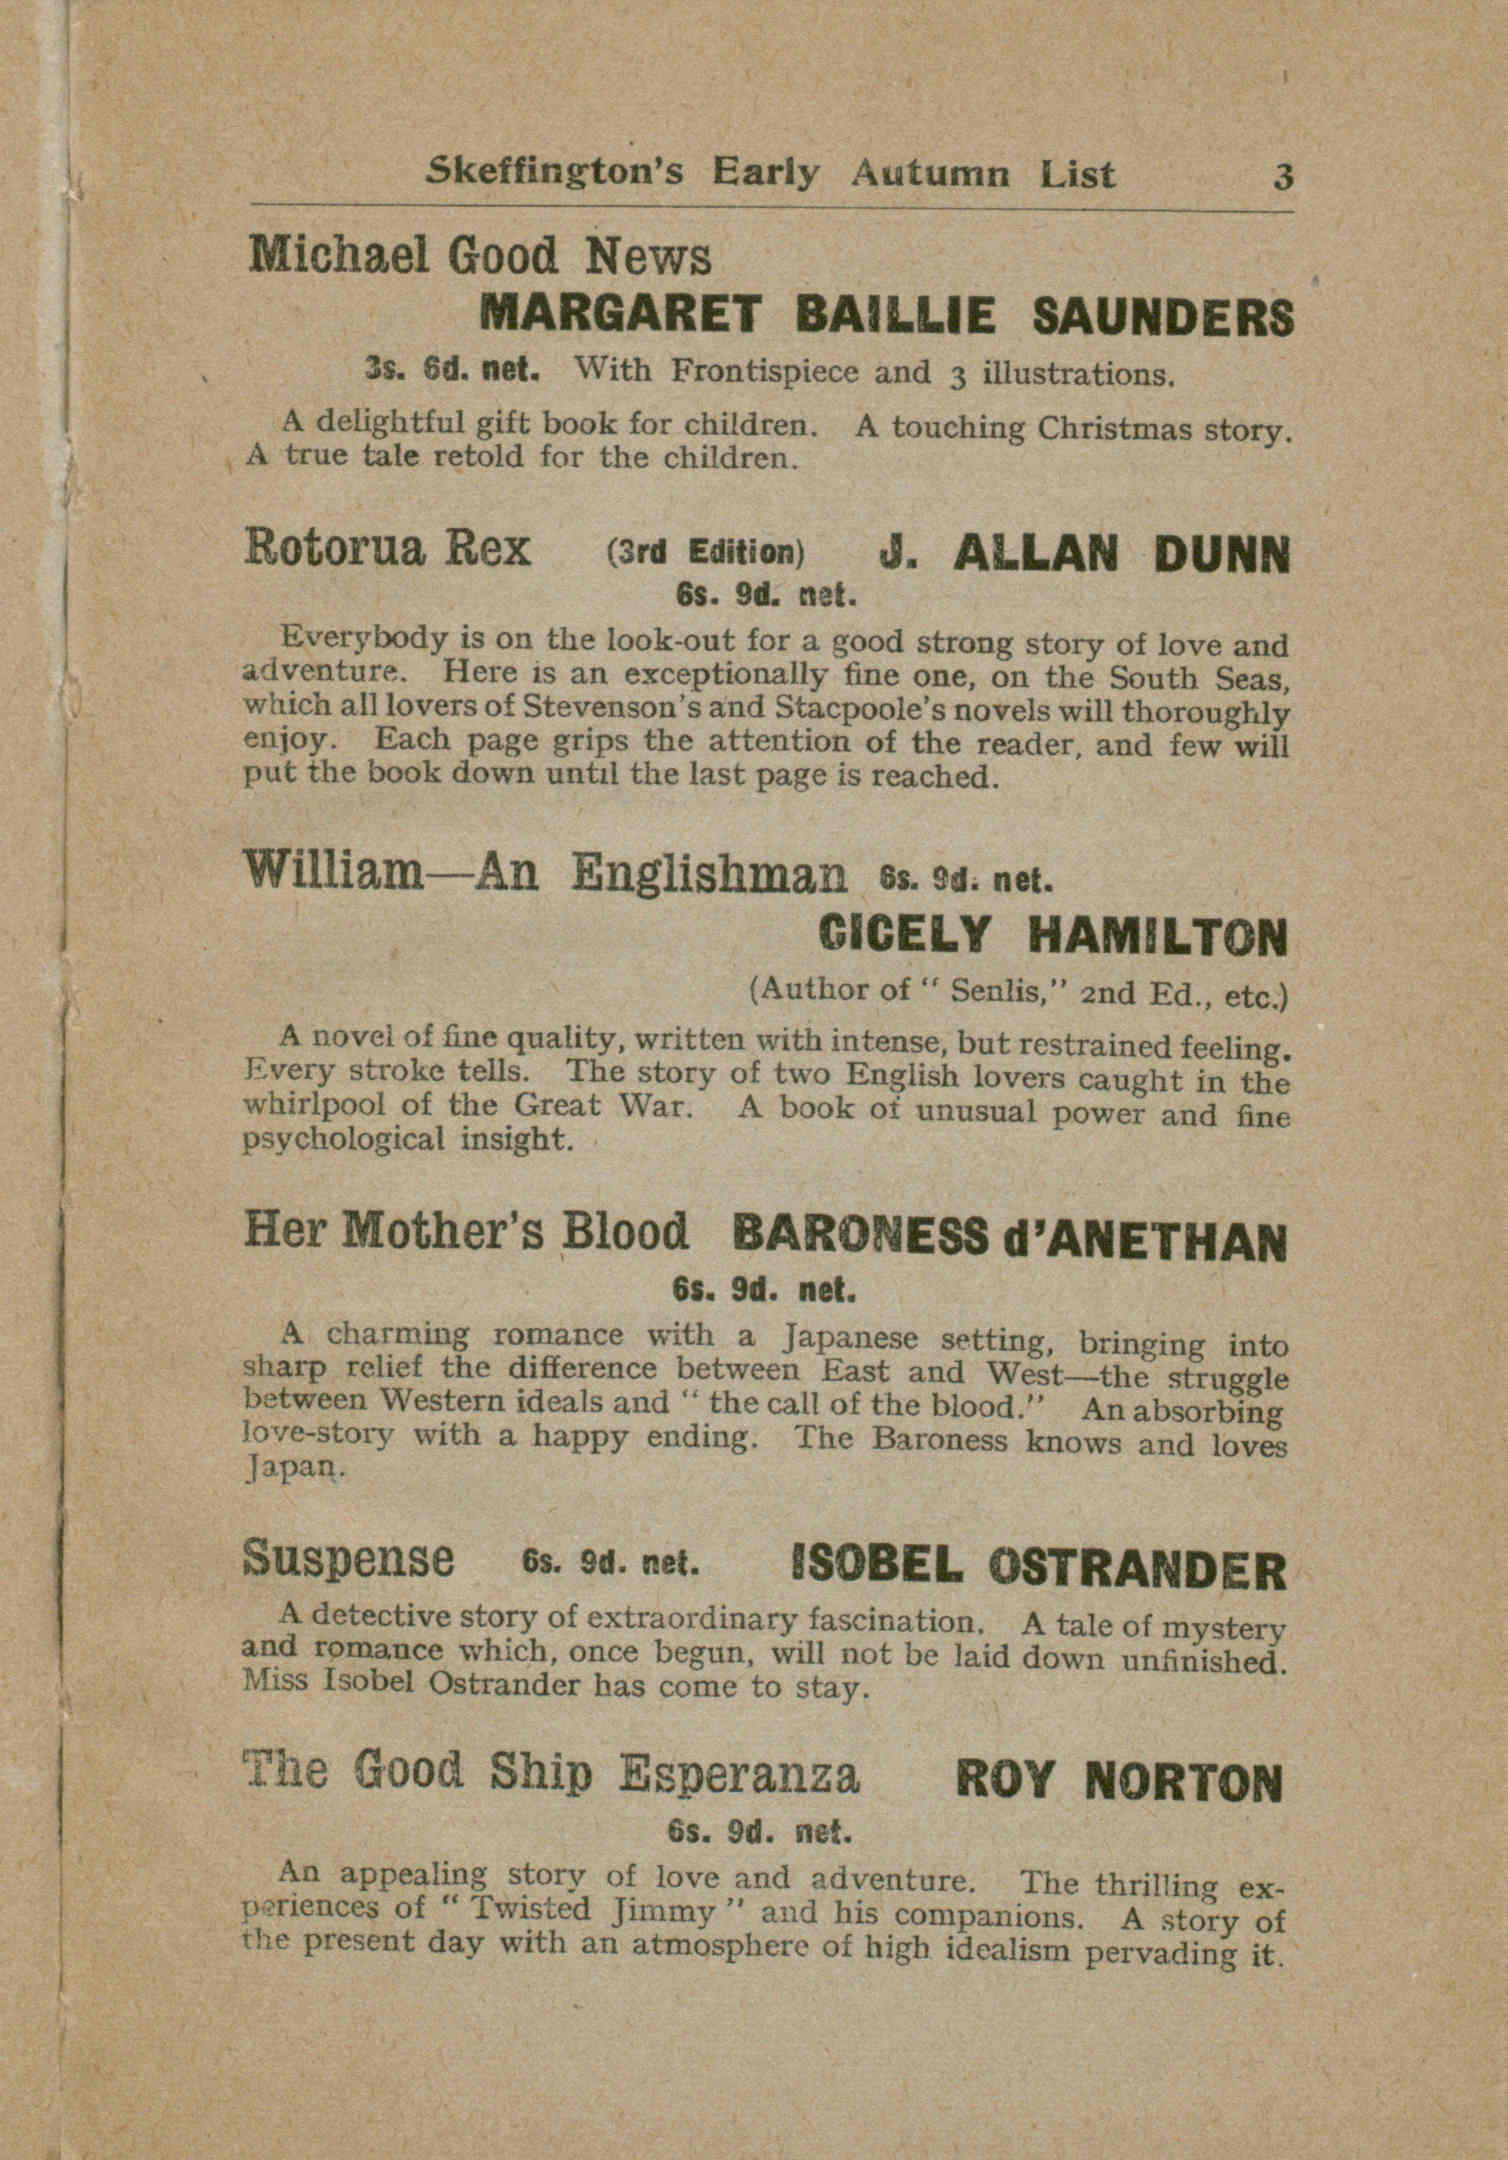 Skeffington's Early Autumn List 3
Michael Good News
MARGARET BAILLIE SAUNDERS
3s. 6d. net. With Frontispiece and 3 illustrations.
A delightful gift book for children. A touching Christmas story.
A true tale retold for the children.
Rotorua Rex (3rd Edition) J. ALLAN DUNN
6s. 9d. net.
Everybody is on the look-out for a good strong story of love and
adventure. Here is an exceptionally fine one, on the South Seas,
which all lovers of Stevenson's and Stacpoole's novels will thoroughly
enjoy. Each page grips the attention of the reader, and few will
put the book down until the last page is reached.
William—An Englishman 6s. 9d. net.
CICELY HAMILTON
(Author of " Senlis," 2nd Ed., etc.)
A novel of fine quality, written with intense, but restrained feeling.
Every stroke tells. The story of two English lovers caught in the
whirlpool of the Great War. A book of unusual power and fine
psychological insight.
Her Mother's Blood BARONESS d'ANETHAN
6s. 9d. net.
A charming romance with a Japanese setting, bringing into
sharp relief the difference between East and West—the struggle
between Western ideals and " the call of the blood." An absorbing
love-story with a happy ending. The Baroness knows and loves
Japan.
Suspense 6s. 9d. net. ISOBEL OSTRANDER
A detective story of extraordinary fascination. A tale of mystery
and romance which, once begun, will not be laid down unfinished.
Miss Isobel Ostrander has come to stay.
The Good Ship Esperanza ROY NORTON
6s. 9d. net.
An appealing story of love and adventure. The thrilling ex-
periences of " Twisted Jimmy " and his companions. A story of
the present day with an atmosphere of high idealism pervading it.